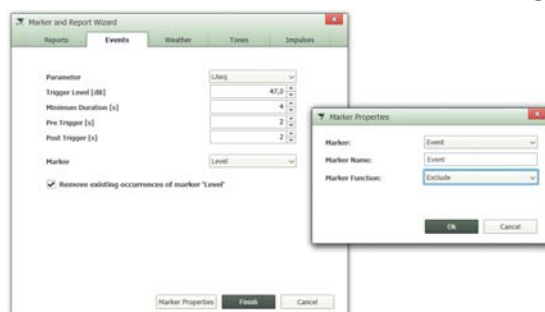 Marker and Report Wizard
Reports Events Weather Tones Impulses
Parameter LAeq
Trigger Level [dB] 47,0
Minimum Duration [s] 4
Pre Trigger [s] 2
Post Trigger [s] 2
Marker Level
Remove existing occurrences of marker 'Level'
Marker Properties Finish Cancel
Marker Properties
Marker: Event
Marker Name: Event
Marker Function: Exclude
Ok Cancel